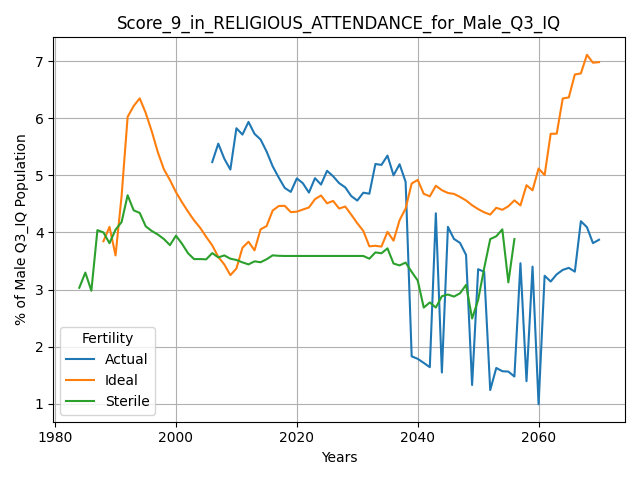 Score_9_in_RELIGIOUS_ATTENDANCE_for_Male_Q3_IQ
% of Male Q3_IQ Population
7
6
5
4
3
2
1
Fertility
Actual
Ideal
Sterile
1980 2000 2020 2040 2060
Years